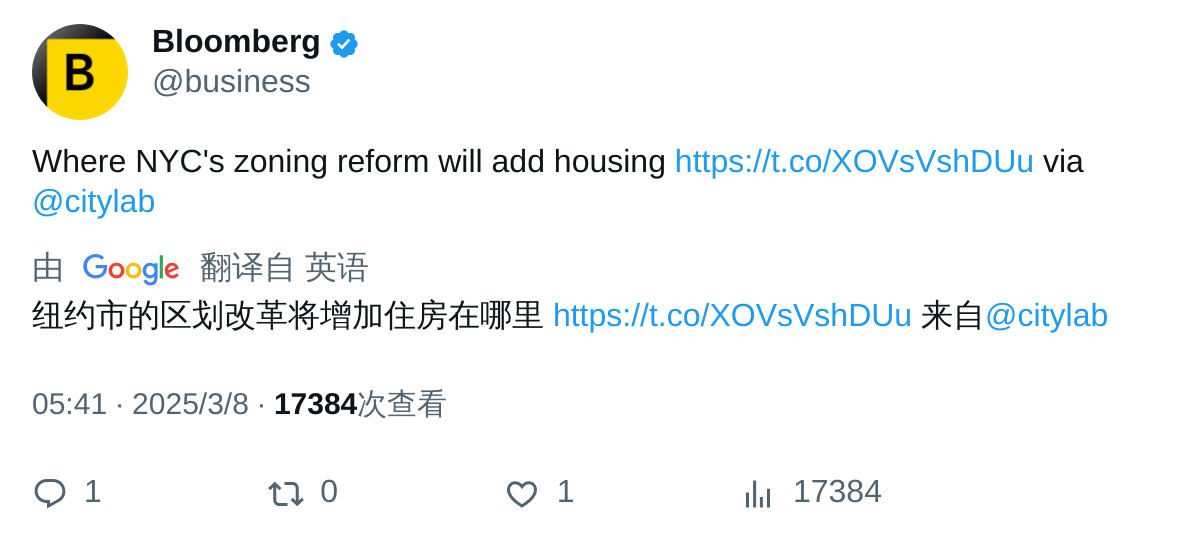 B
Bloomberg
@business
Where NYC's zoning reform will add housing https://t.co/XOVsVshDUu via
@citylab
由 Google 翻译自 英语
纽约市的区划改革将增加住房在哪里 https://t.co/XOVsVshDUu 来自@citylab
05:41 · 2025/3/8 · 17384次查看
1 0 1 17384